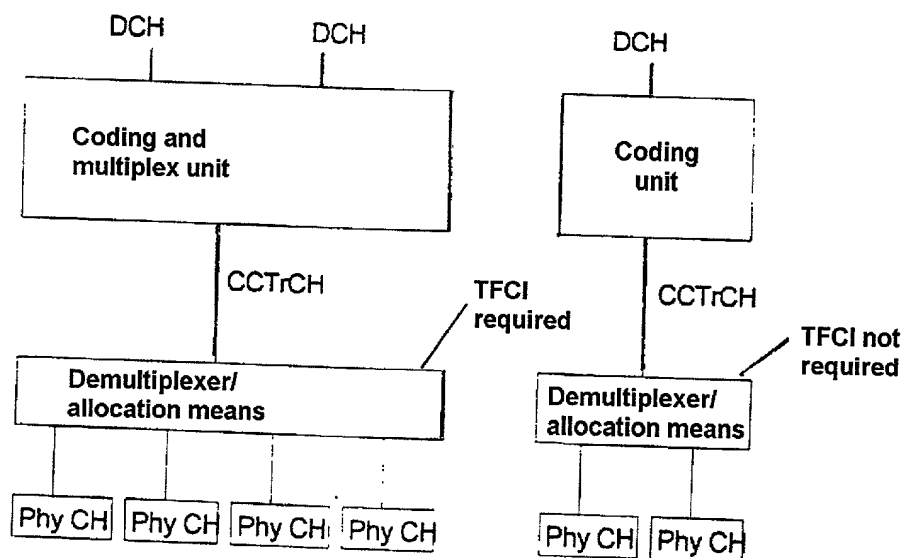 DCH
DCH
Coding and
multiplex unit
CCTrCH
TFCI
required
Demultiplexer/
allocation means
Phy CH
Phy CH
Phy CH
Phy CH
DCH
Coding
unit
CCTrCH
TFCI not
required
Demultiplexer/
allocation means
Phy CH
Phy CH